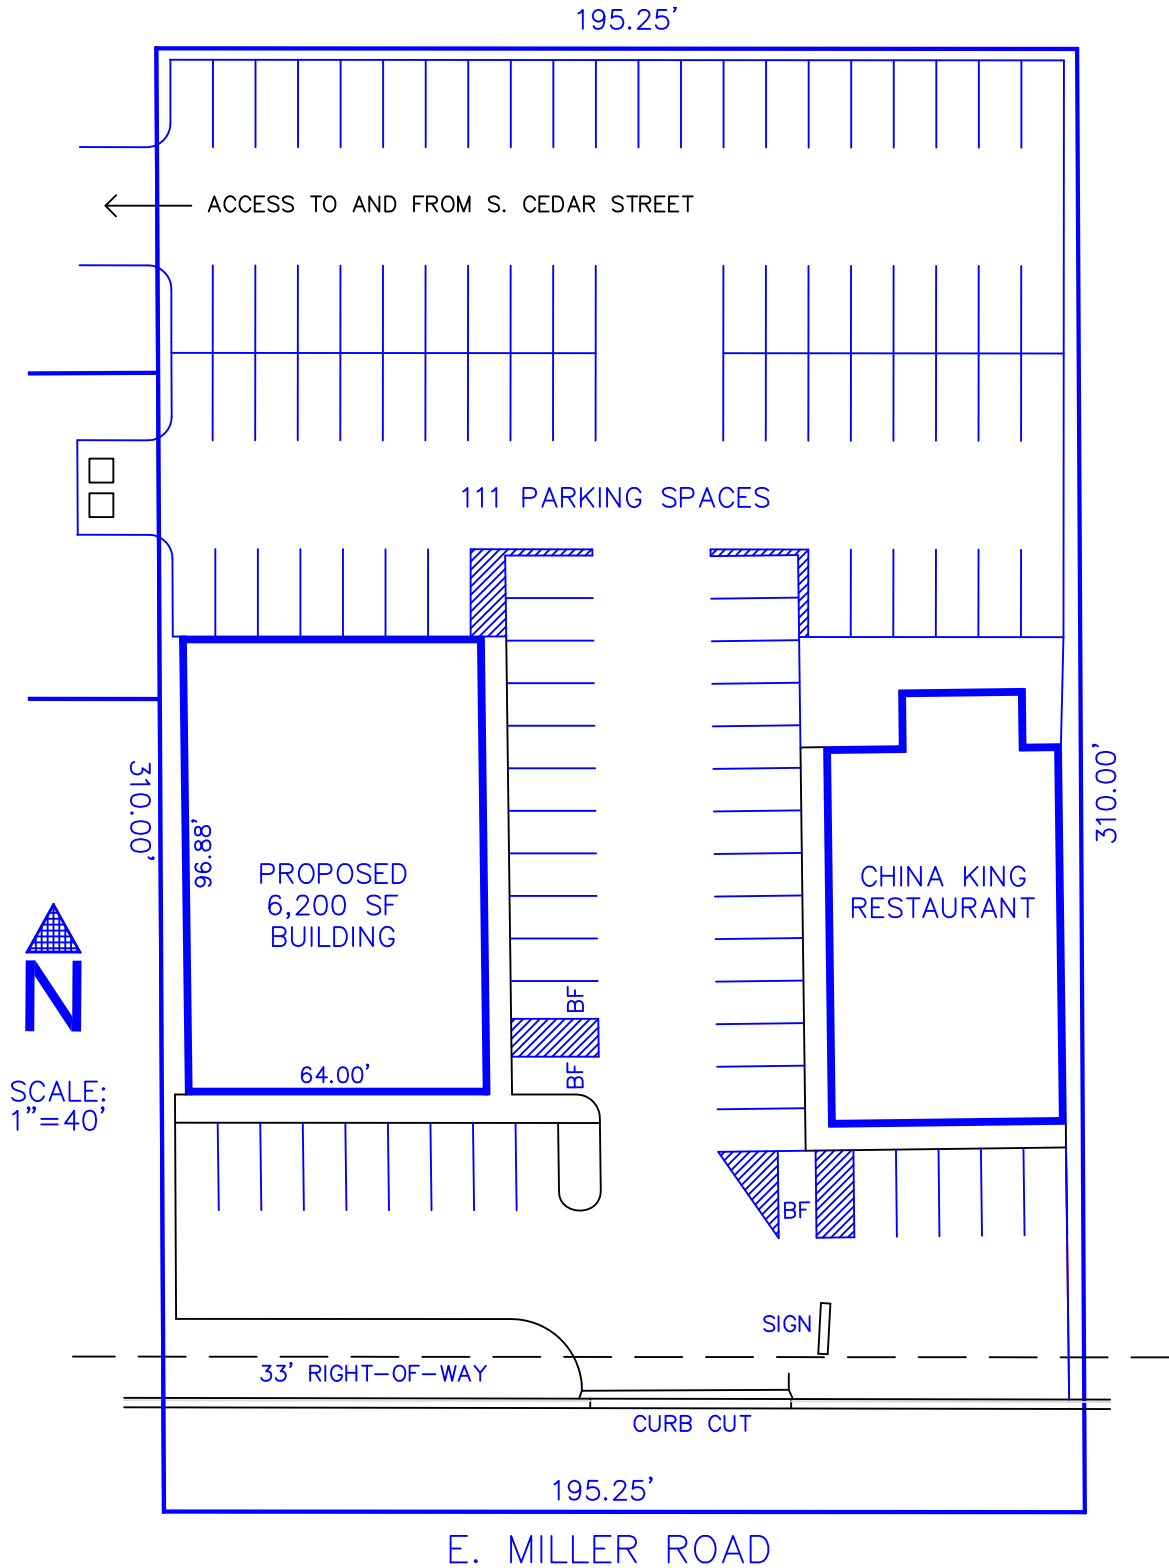 195.25'
ACCESS TO AND FROM S. CEDAR STREET
111 PARKING SPACES
310.00'
310.00'
96.88'
PROPOSED
6,200 SF
BUILDING
CHINA KING
RESTAURANT
N
BF
BF
64.00'
SCALE:
1"=40'
BF
SIGN
33' RIGHT-OF-WAY
CURB CUT
195.25'
E. MILLER ROAD